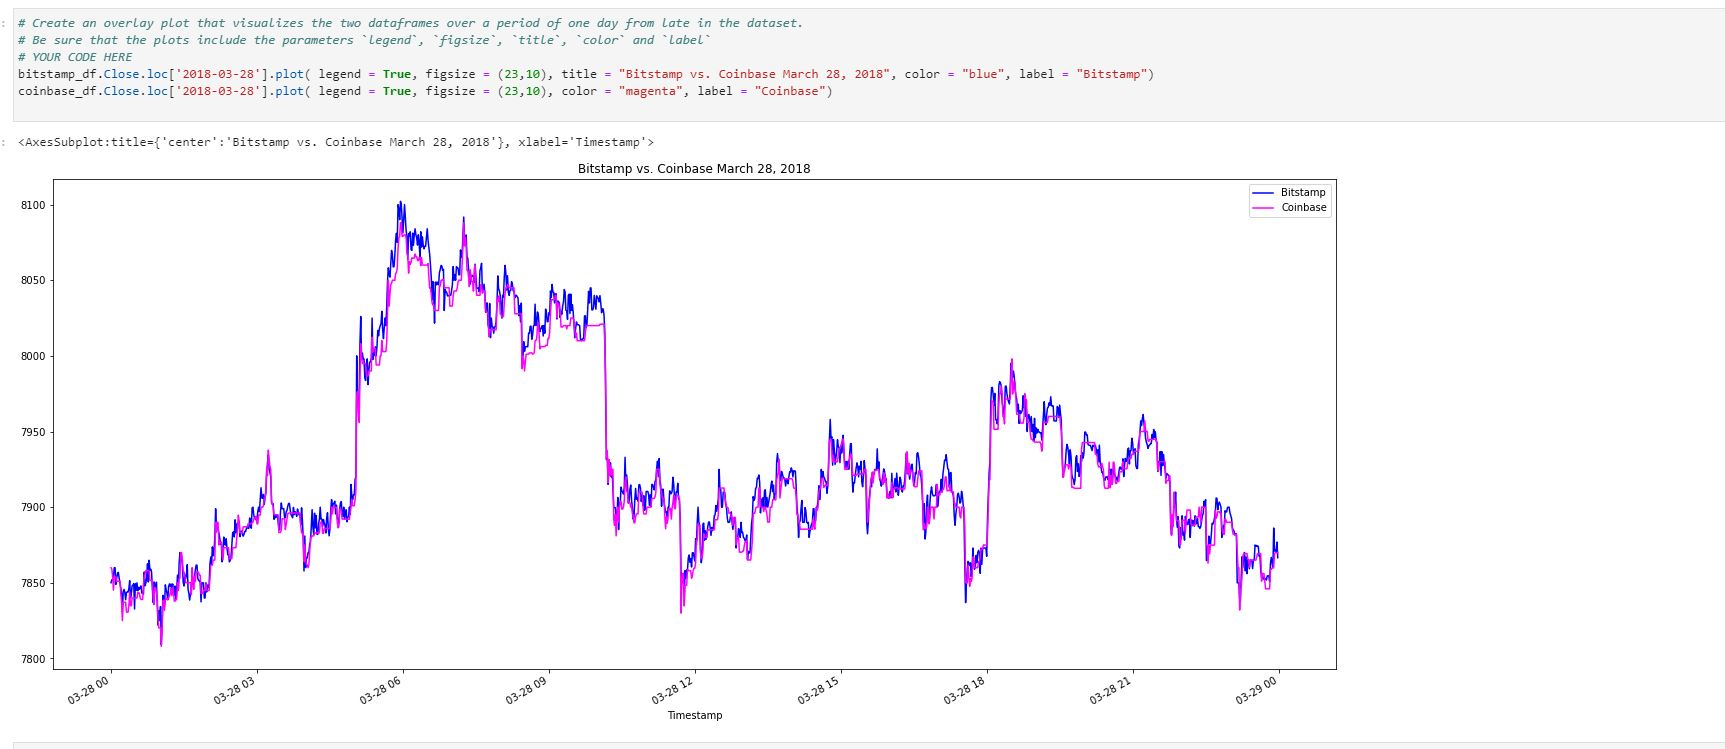 # Create an overlay plot that visualizes the two dataframes over a period of one day from late in the dataset.
# Be sure that the plots include the parameters `legend`, `figsize`, `title`, `color` and `label`
# YOUR CODE HERE
bitstamp_df.Close.loc['2018-03-28'].plot( legend = True, figsize = (23,10), title = "Bitstamp vs. Coinbase March 28, 2018", color = "blue", label = "Bitstamp")
coinbase_df.Close.loc['2018-03-28'].plot( legend = True, figsize = (23,10), color = "magenta", label = "Coinbase")
<AxesSubplot:title={'center':'Bitstamp vs. Coinbase March 28, 2018'}, xlabel='Timestamp'>
Bitstamp vs. Coinbase March 28, 2018
Bitstamp
Coinbase
8100
8050
8000
7950
7900
7850
7800
03-28 00
03-28 03
03-28 06
03-28 09
03-28 12
03-28 15
03-28 18
03-28 21
03-29 00
Timestamp